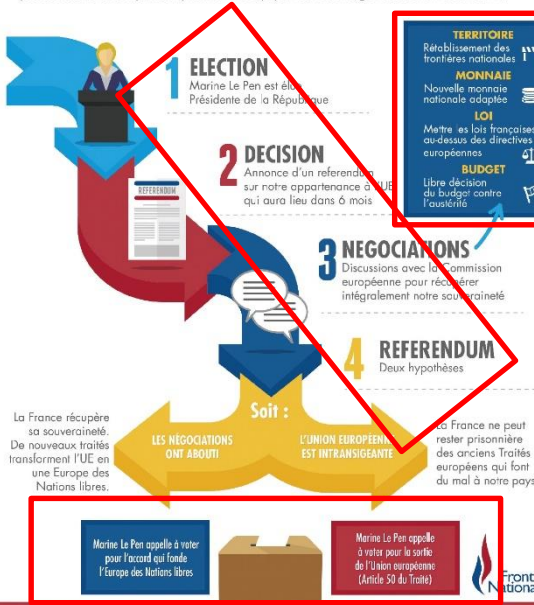 1 ELECTION
Marine Le Pen est élue
Présidente de la République
2 DECISION
Annonce d'un referendum
sur notre appartenance à l'UE
qui aura lieu dans 6 mois
REFERENDUM
3 NEGOCIATIONS
Discussions avec la Commission
européenne pour récupérer
intégralement notre souveraineté
4 REFERENDUM
Deux hypothèses
TERRITOIRE
Rétablissement des
frontières nationales
MONNAIE
Nouvelle monnaie
nationale adaptée
LOI
Mettre les lois françaises
au-dessus des directives
européennes
BUDGET
Libre décision
du budget contre
l'austérité
Soit :
La France récupère
sa souveraineté.
De nouveaux traités
transforment l'UE en
une Europe des
Nations libres.
LES NÉGOCIATIONS
ONT ABOUTI
L'UNION EUROPÉENNE
EST INTRANSIGEANTE
La France ne peut
rester prisonnière
des anciens Traités
européens qui font
du mal à notre pays
Marine Le Pen appelle à voter
pour l'accord qui fonde
l'Europe des Nations libres
Marine Le Pen appelle
à voter pour la sortie
de l'Union européenne
(Article 50 du Traité)
Front
National